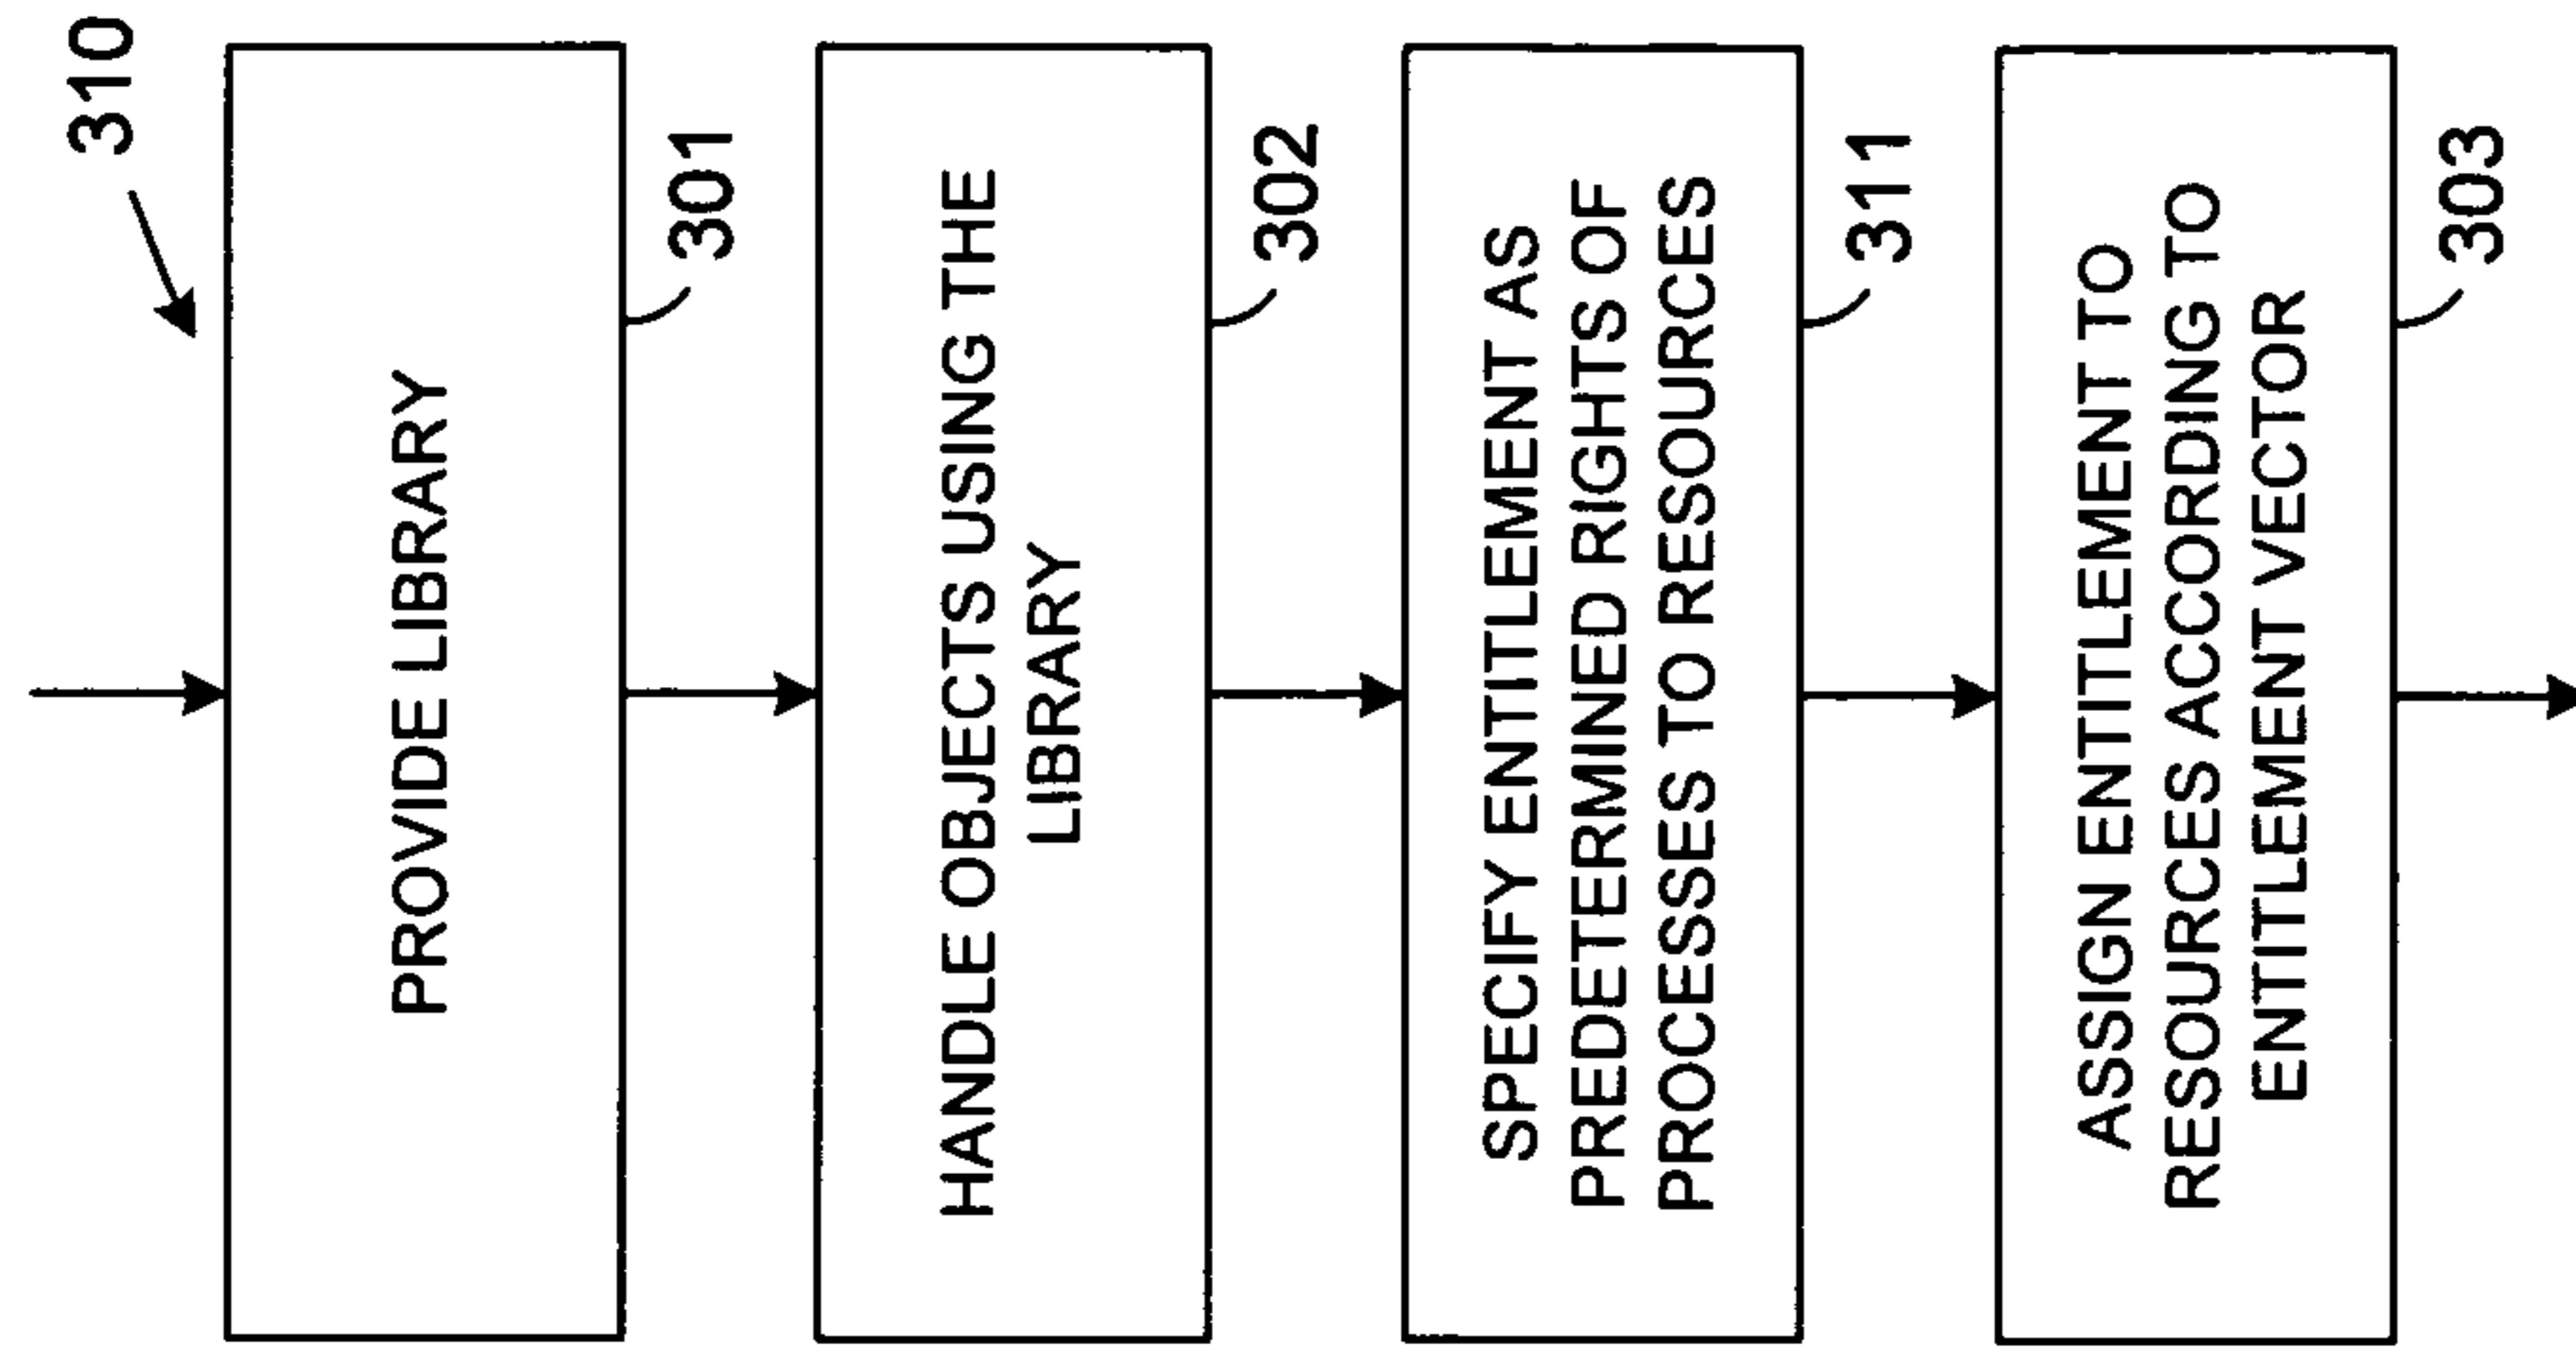 310
PROVIDE LIBRARY
301
HANDLE OBJECTS USING THE
LIBRARY
302
SPECIFY ENTITLEMENT AS
PREDETERMINED RIGHTS OF
PROCESSES TO RESOURCES
311
ASSIGN ENTITLEMENT TO
RESOURCES ACCORDING TO
ENTITLEMENT VECTOR
303